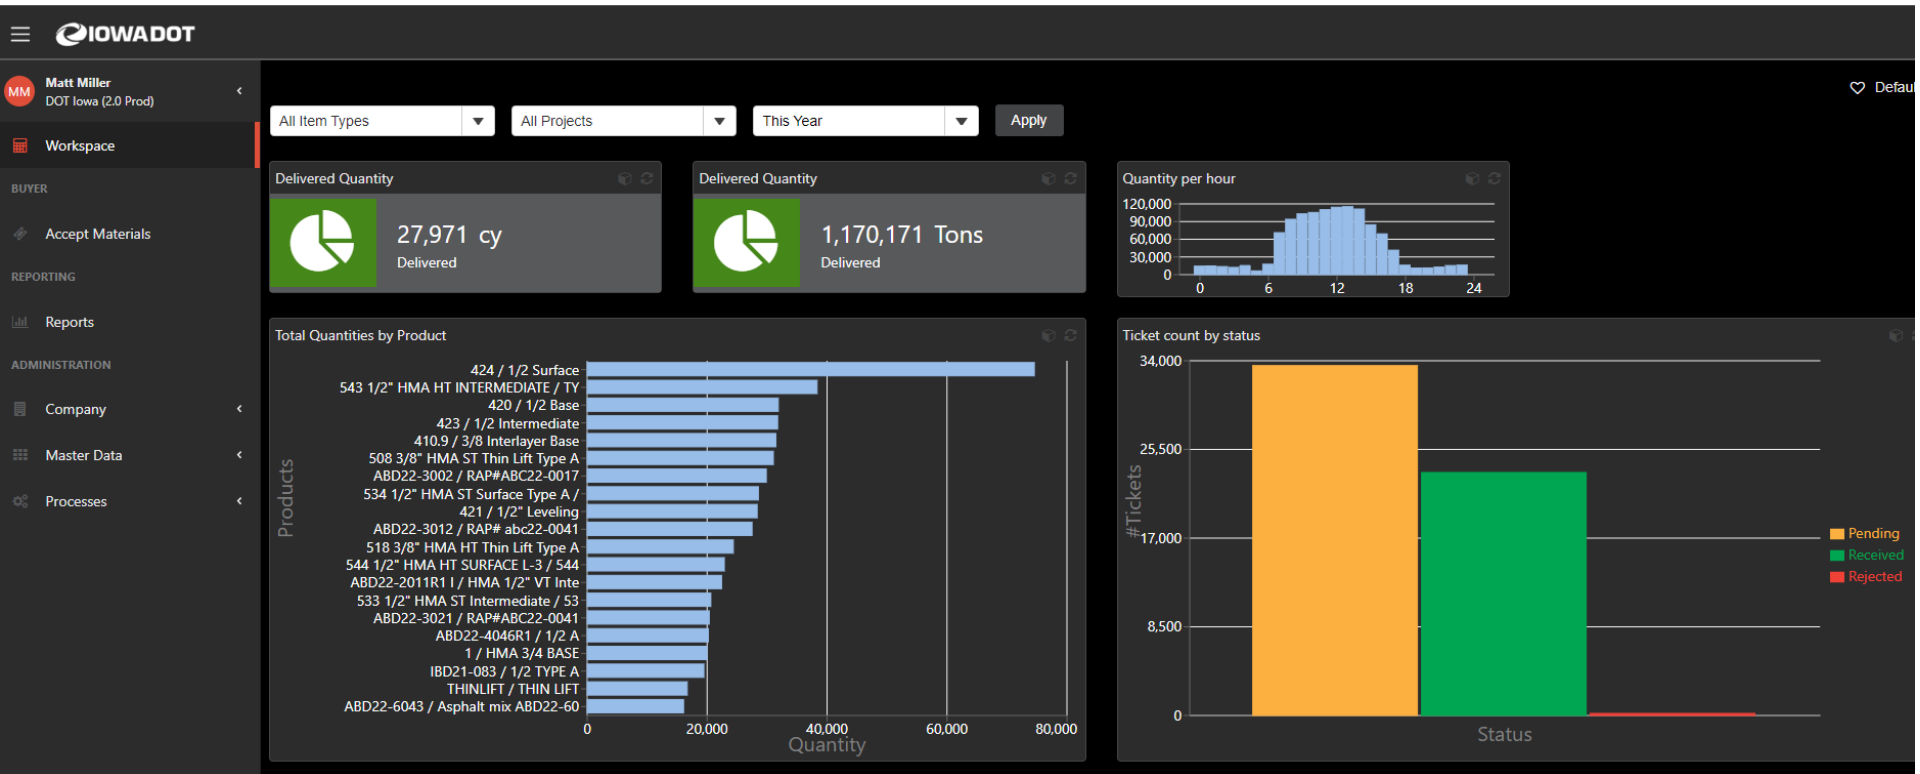 IOWADOT
MM
Matt Miller
DOT Iowa (2.0 Prod)
Workspace
BUYER
Accept Materials
REPORTING
Reports
ADMINISTRATION
Company
Master Data
Processes
Defaul
All Item Types
All Projects
This Year
Apply
Delivered Quantity
27,971 cy
Delivered
Delivered Quantity
1,170,171 Tons
Delivered
Quantity per hour
120,000
90,000
60,000
30,000
0
0 6 12 18 24
Total Quantities by Product
Products
424 / 1/2 Surface
543 1/2" HMA HT INTERMEDIATE / TY
420 / 1/2 Base
423 / 1/2 Intermediate
410.9 / 3/8 Interlayer Base
508 3/8" HMA ST Thin Lift Type A
ABD22-3002 / RAP#ABC22-0017
534 1/2" HMA ST Surface Type A /
421 / 1/2" Leveling
ABD22-3012 / RAP# abc22-0041
518 3/8" HMA HT Thin Lift Type A
544 1/2" HMA HT SURFACE L-3 / 544
ABD22-2011R1 I / HMA 1/2" VT Inte
533 1/2" HMA ST Intermediate / 53
ABD22-3021 / RAP#ABC22-0041
ABD22-4046R1 / 1/2 A
1 / HMA 3/4 BASE
IBD21-083 / 1/2 TYPE A
THINLIFT / THIN LIFT
ABD22-6043 / Asphalt mix ABD22-60
0 20,000 40,000 60,000 80,000
Quantity
Ticket count by status
#Tickets
34,000
25,500
17,000
8,500
0
Status
Pending
Received
Rejected